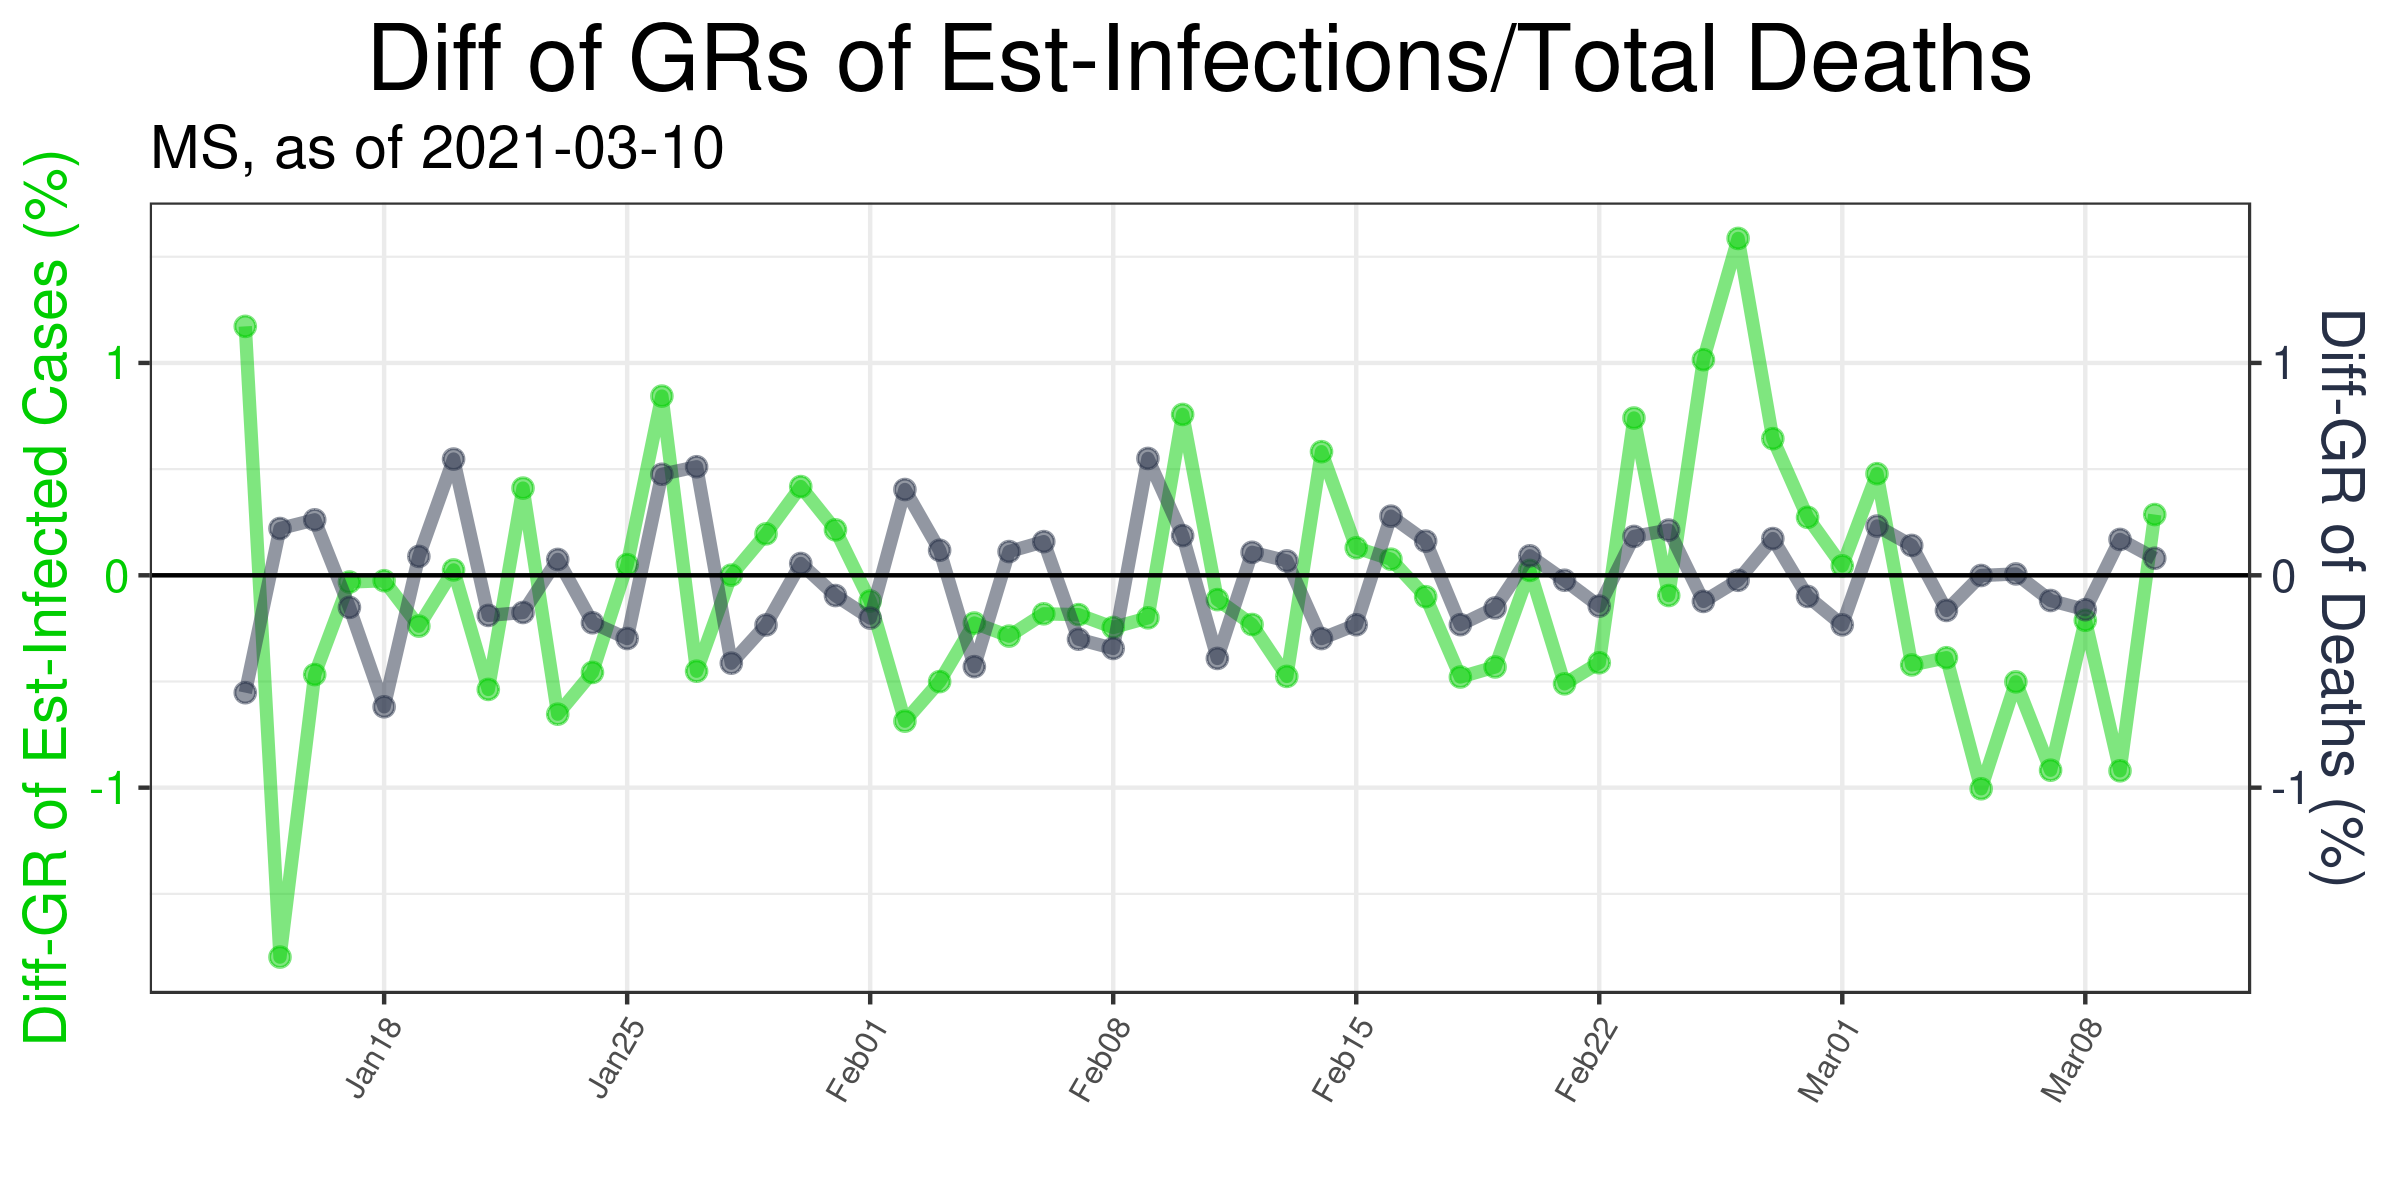 Diff of GRs of Est-Infections/Total Deaths
MS, as of 2021-03-10
Diff-GR of Est-Infected Cases (%)
1
0
-1
1
0
-1
Diff-GR of Deaths (%)
Jan18
Jan25
Feb01
Feb08
Feb15
Feb22
Mar01
Mar08